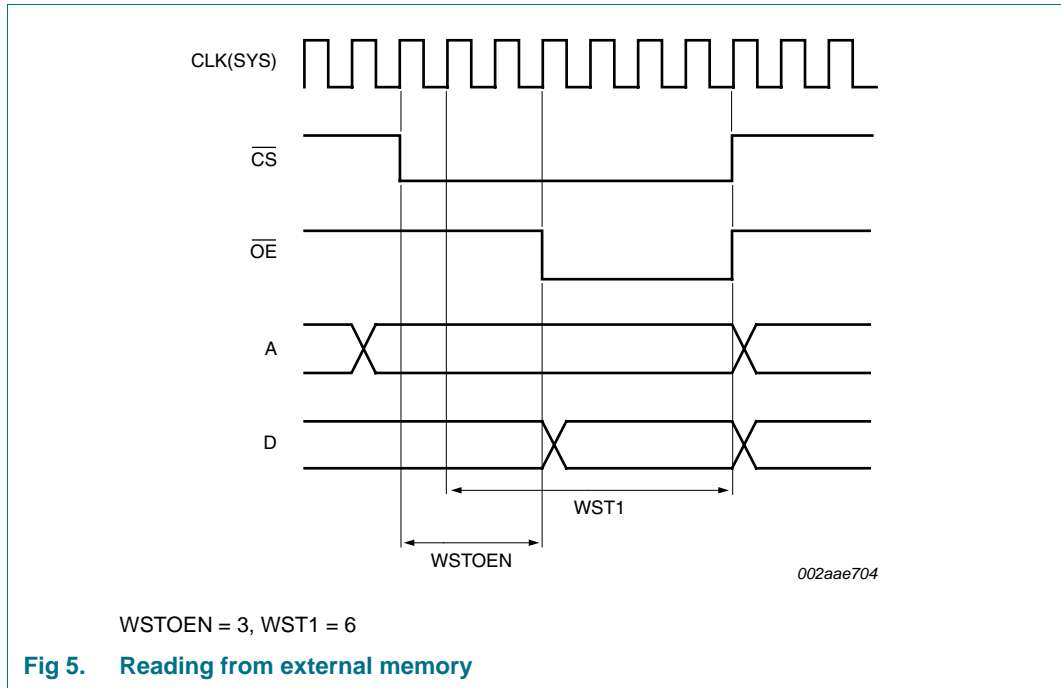 CLK(SYS)
CS
OE
A
D
WST1
WSTOEN
002aae704
WSTOEN = 3, WST1 = 6
Fig 5. Reading from external memory